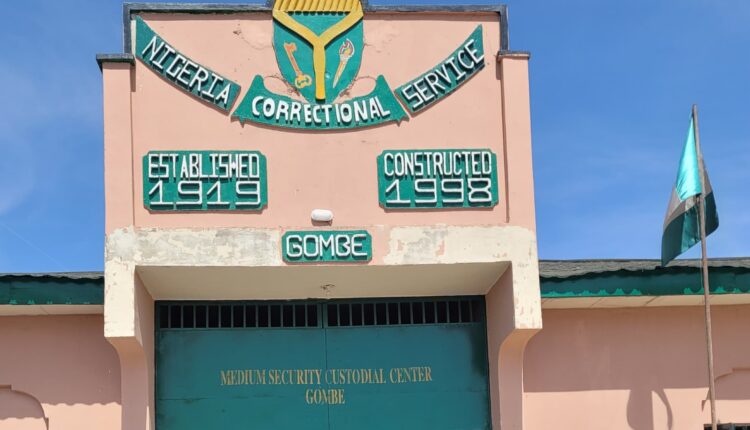 NIGERIA CORRECTIONAL SERVICE
ESTABLISHED
1919
CONSTRUCTED
1998
GOMBE
MEDIUM SECURITY CUSTODIAL CENTER
GOMBE